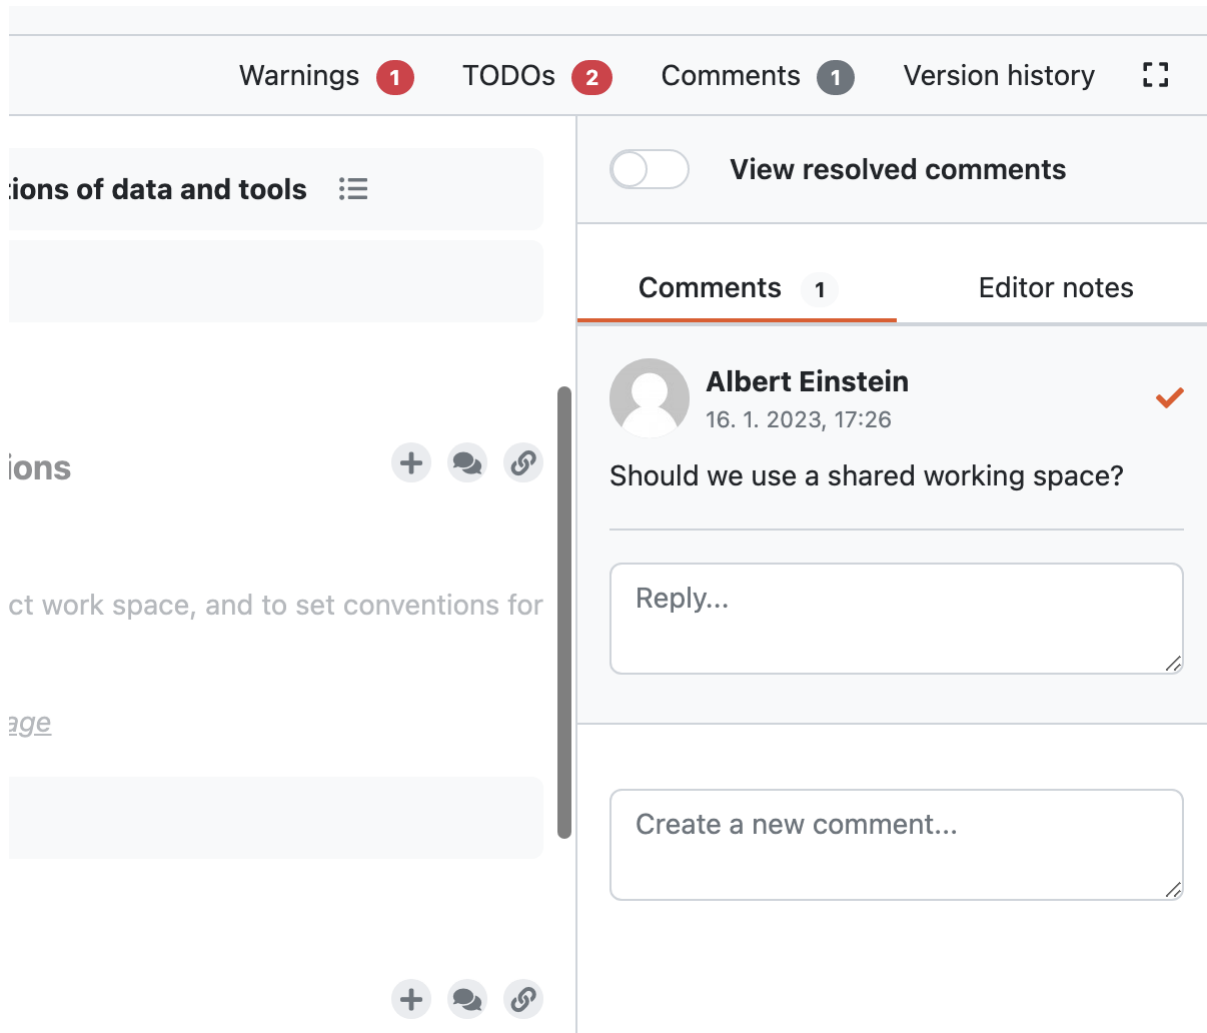 Warnings 1 TODOs 2 Comments 1 Version history
tions of data and tools
ions
ct work space, and to set conventions for
age
View resolved comments
Comments 1 Editor notes
Albert Einstein
16. 1. 2023, 17:26
Should we use a shared working space?
Reply...
Create a new comment...